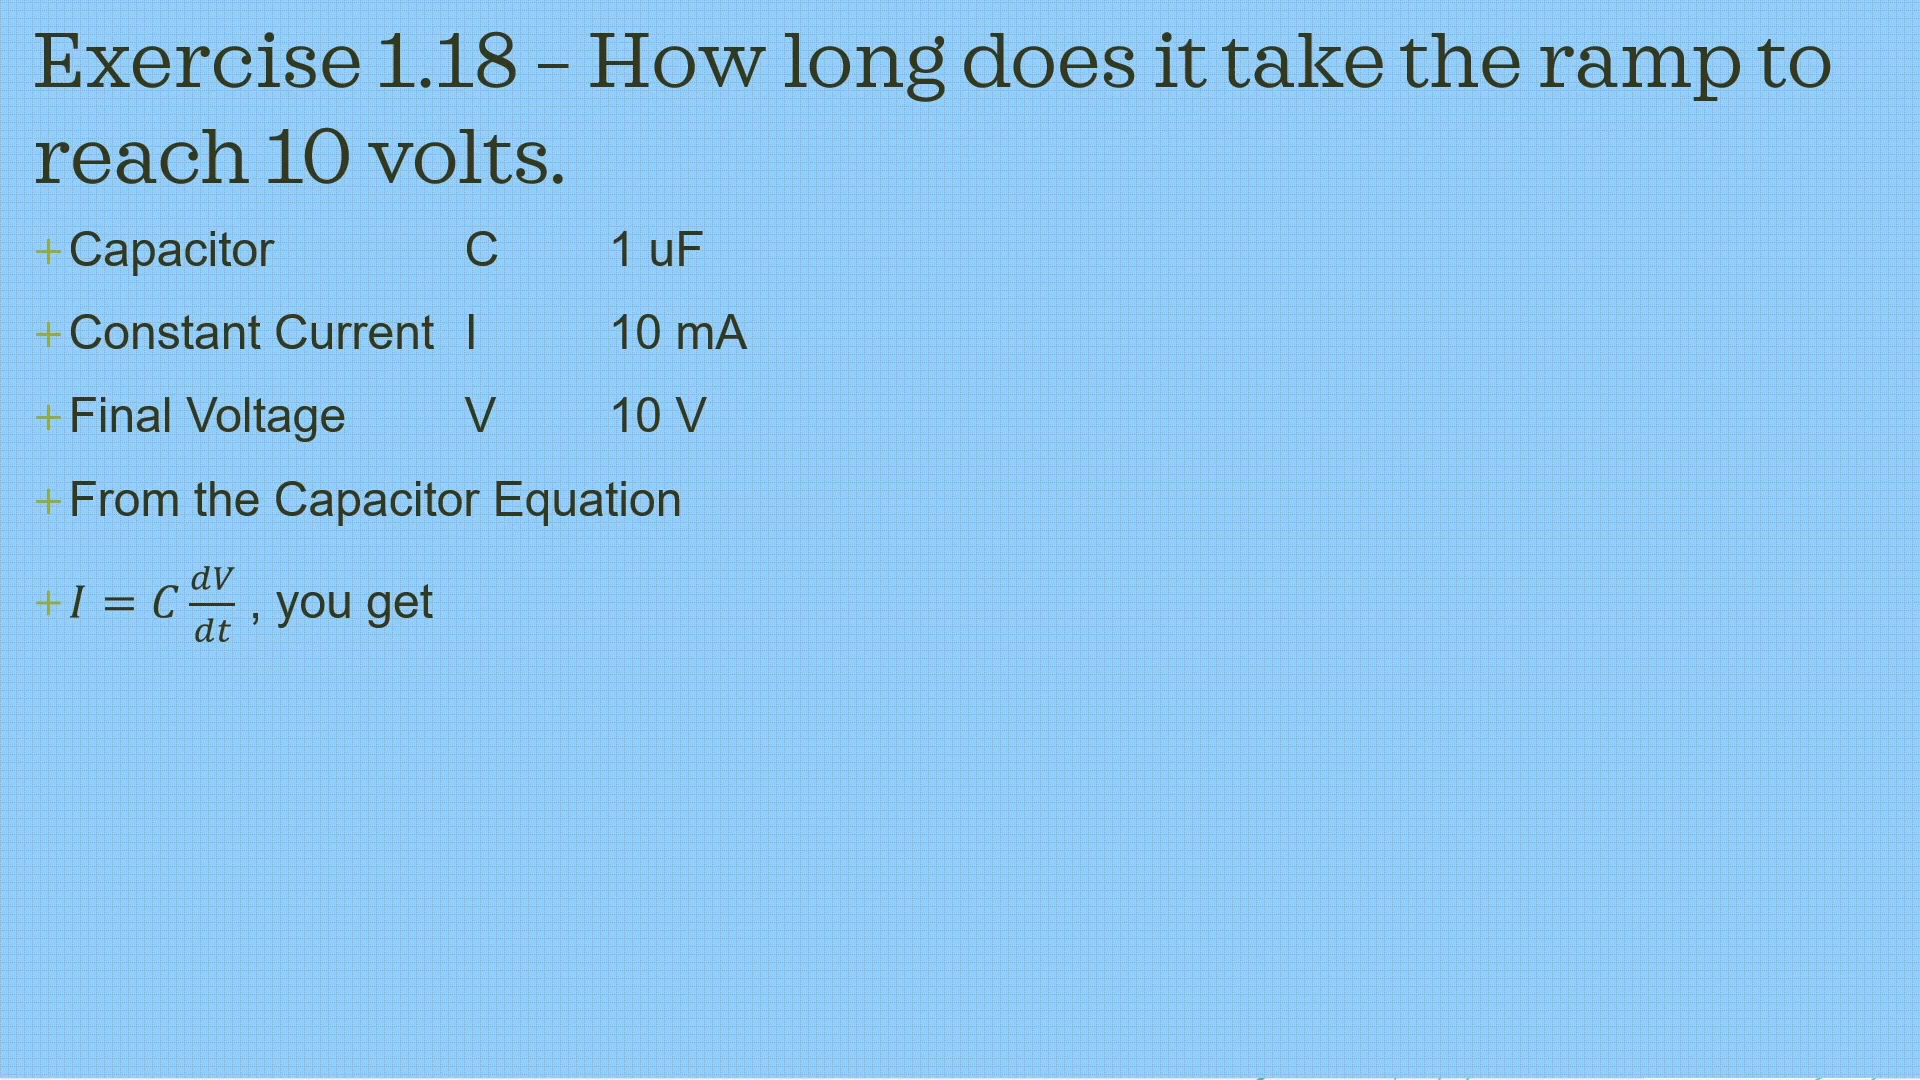 Exercise 1.18 – How long does it take the ramp to
reach 10 volts.
+ Capacitor C 1 uF
+ Constant Current I 10 mA
+ Final Voltage V 10 V
+ From the Capacitor Equation
+ I = C dV/dt , you get